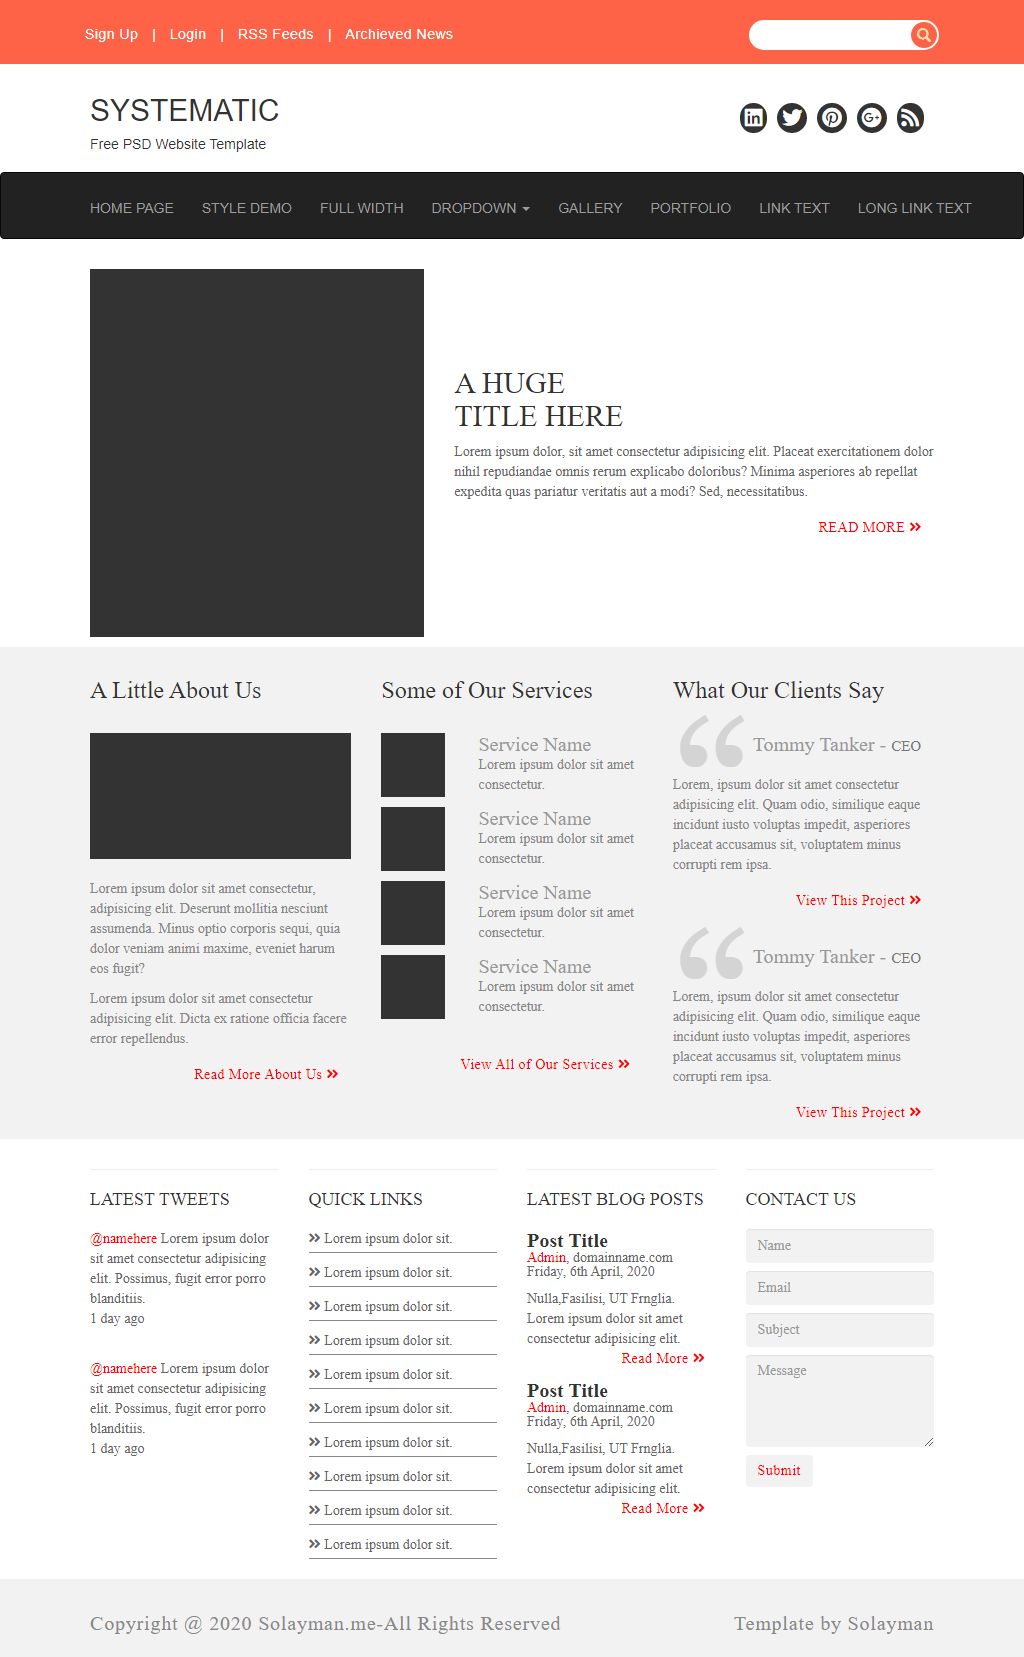 Sign Up | Login | RSS Feeds | Archieved News
SYSTEMATIC
Free PSD Website Template
HOME PAGE STYLE DEMO FULL WIDTH DROPDOWN GALLERY PORTFOLIO LINK TEXT LONG LINK TEXT
A HUGE
TITLE HERE
Lorem ipsum dolor, sit amet consectetur adipisicing elit. Placeat exercitationem dolor
nihil repudiandae omnis rerum explicabo doloribus? Minima asperiores ab repellat
expedita quas pariatur veritatis aut a modi? Sed, necessitatibus.
READ MORE
A Little About Us
Lorem ipsum dolor sit amet consectetur,
adipisicing elit. Deserunt mollitia nesciunt
assumenda. Minus optio corporis sequi, quia
dolor veniam animi maxime, eveniet harum
eos fugit?
Lorem ipsum dolor sit amet consectetur
adipisicing elit. Dicta ex ratione officia facere
error repellendus.
Read More About Us
Some of Our Services
Service Name
Lorem ipsum dolor sit amet
consectetur.
Service Name
Lorem ipsum dolor sit amet
consectetur.
Service Name
Lorem ipsum dolor sit amet
consectetur.
Service Name
Lorem ipsum dolor sit amet
consectetur.
View All of Our Services
What Our Clients Say
Tommy Tanker - CEO
Lorem, ipsum dolor sit amet consectetur
adipisicing elit. Quam odio, similique eaque
incidunt iusto voluptas impedit, asperiores
placeat accusamus sit, voluptatem minus
corrupti rem ipsa.
View This Project
Tommy Tanker - CEO
Lorem, ipsum dolor sit amet consectetur
adipisicing elit. Quam odio, similique eaque
incidunt iusto voluptas impedit, asperiores
placeat accusamus sit, voluptatem minus
corrupti rem ipsa.
View This Project
LATEST TWEETS
@namehere Lorem ipsum dolor
sit amet consectetur adipisicing
elit. Possimus, fugit error porro
blanditiis.
1 day ago
@namehere Lorem ipsum dolor
sit amet consectetur adipisicing
elit. Possimus, fugit error porro
blanditiis.
1 day ago
QUICK LINKS
Lorem ipsum dolor sit.
Lorem ipsum dolor sit.
Lorem ipsum dolor sit.
Lorem ipsum dolor sit.
Lorem ipsum dolor sit.
Lorem ipsum dolor sit.
Lorem ipsum dolor sit.
Lorem ipsum dolor sit.
Lorem ipsum dolor sit.
Lorem ipsum dolor sit.
LATEST BLOG POSTS
Post Title
Admin, domainname.com
Friday, 6th April, 2020
Nulla,Fasilisi, UT Frnglia.
Lorem ipsum dolor sit amet
consectetur adipisicing elit.
Read More
Post Title
Admin, domainname.com
Friday, 6th April, 2020
Nulla,Fasilisi, UT Frnglia.
Lorem ipsum dolor sit amet
consectetur adipisicing elit.
Read More
CONTACT US
Name
Email
Subject
Message
Submit
Copyright @ 2020 Solayman.me-All Rights Reserved
Template by Solayman